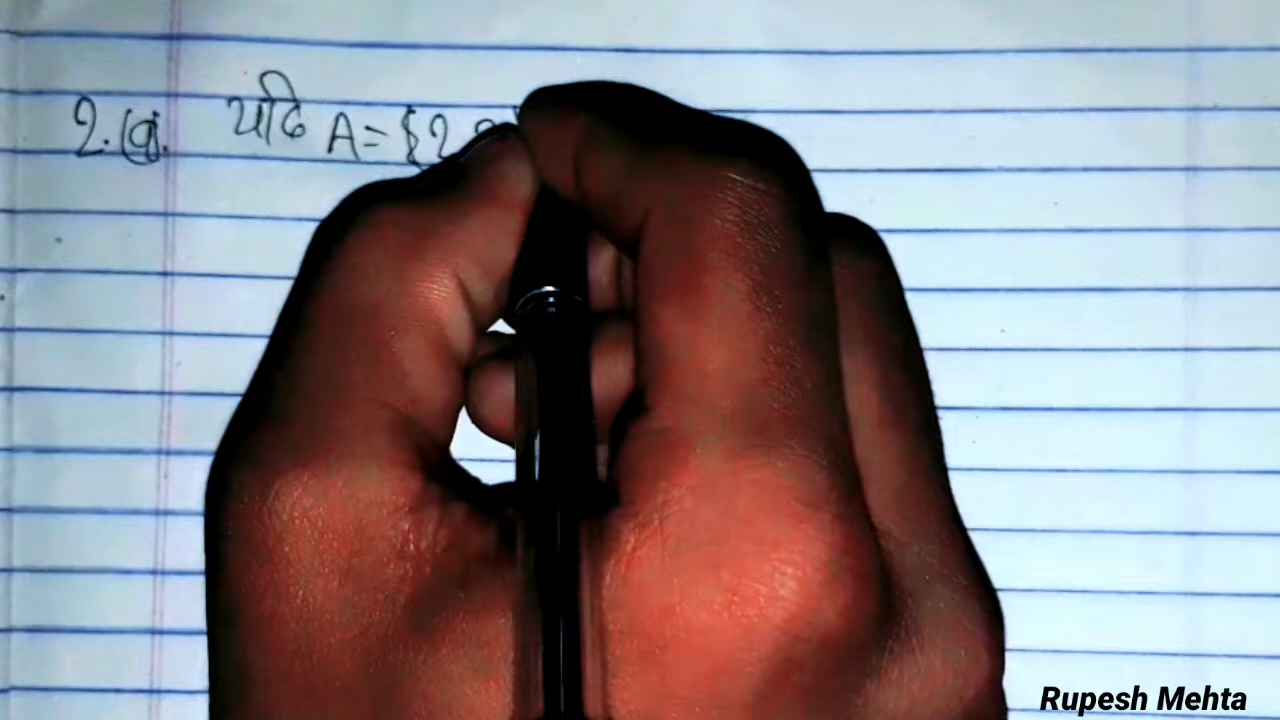 2.(a). यदि A = {2
Rupesh Mehta